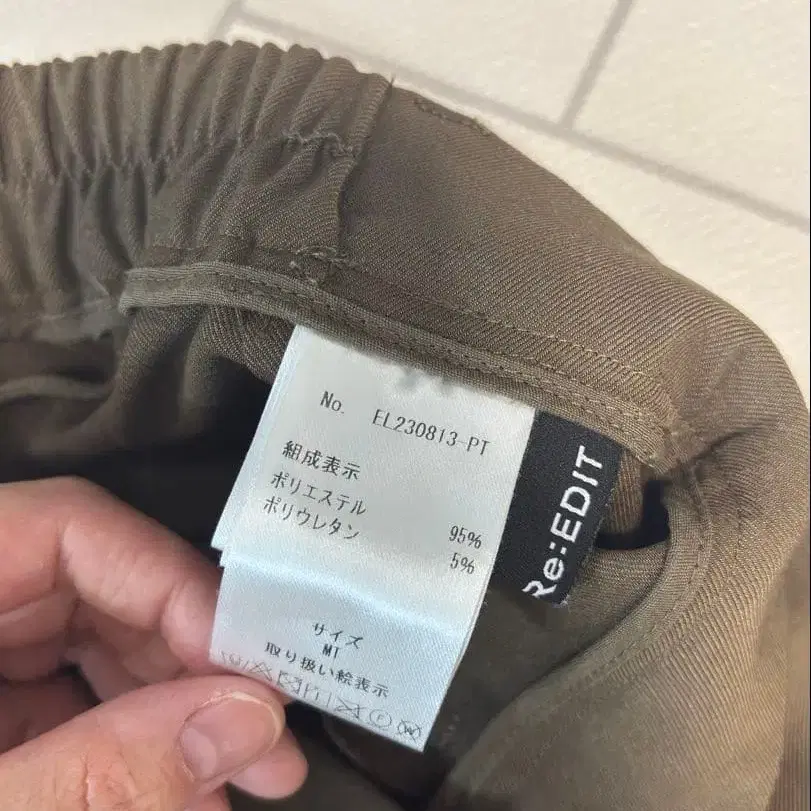 No. EL230813-PT
組成表示
ポリエステル 95%
ポリウレタン 5%
サイズ
MT
取り扱い絵表示
Re:EDIT